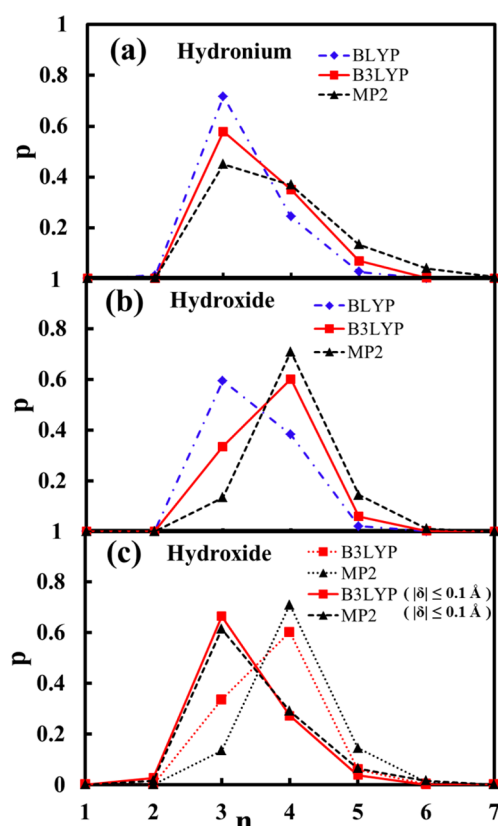 1
(a) Hydronium
BLYP
B3LYP
MP2
0.8
0.6
p
0.4
0.2
1
(b) Hydroxide
BLYP
B3LYP
MP2
0.8
0.6
p
0.4
0.2
1
(c) Hydroxide
B3LYP
MP2
B3LYP ( |δ| ≤ 0.1 Å )
MP2 ( |δ| ≤ 0.1 Å )
0.8
0.6
p
0.4
0.2
0
1 2 3 4 5 6 7
n